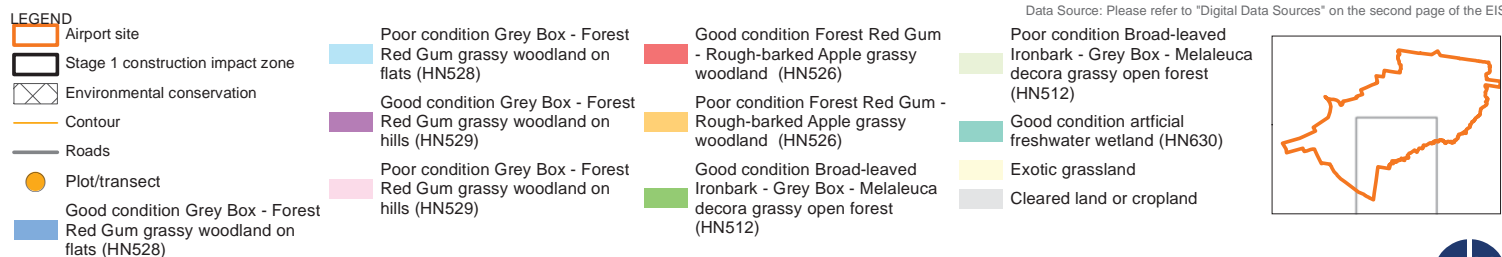 Data Source: Please refer to "Digital Data Sources" on the second page of the EIS
LEGEND
Airport site
Stage 1 construction impact zone
Environmental conservation
Contour
Roads
Plot/transect
Good condition Grey Box - Forest
Red Gum grassy woodland on
flats (HN528)
Poor condition Grey Box - Forest
Red Gum grassy woodland on
flats (HN528)
Good condition Grey Box - Forest
Red Gum grassy woodland on
hills (HN529)
Poor condition Grey Box - Forest
Red Gum grassy woodland on
hills (HN529)
Good condition Forest Red Gum
- Rough-barked Apple grassy
woodland (HN526)
Poor condition Forest Red Gum -
Rough-barked Apple grassy
woodland (HN526)
Good condition Broad-leaved
Ironbark - Grey Box - Melaleuca
decora grassy open forest
(HN512)
Poor condition Broad-leaved
Ironbark - Grey Box - Melaleuca
decora grassy open forest
(HN512)
Good condition artficial
freshwater wetland (HN630)
Exotic grassland
Cleared land or cropland